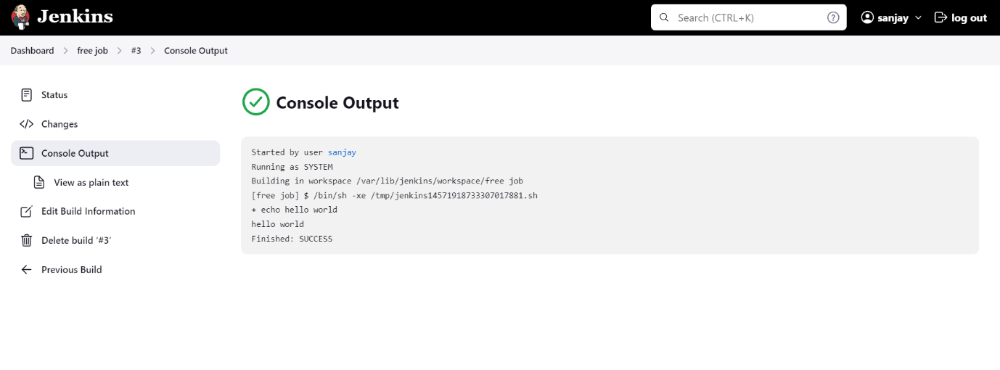 Jenkins
Search (CTRL+K)
sanjay
log out
Dashboard
free job
#3
Console Output
Status
Changes
Console Output
View as plain text
Edit Build Information
Delete build ‘#3’
Previous Build
Console Output
Started by user sanjay
Running as SYSTEM
Building in workspace /var/lib/jenkins/workspace/free job
[free job] $ /bin/sh -xe /tmp/jenkins14571918733307017881.sh
+ echo hello world
hello world
Finished: SUCCESS